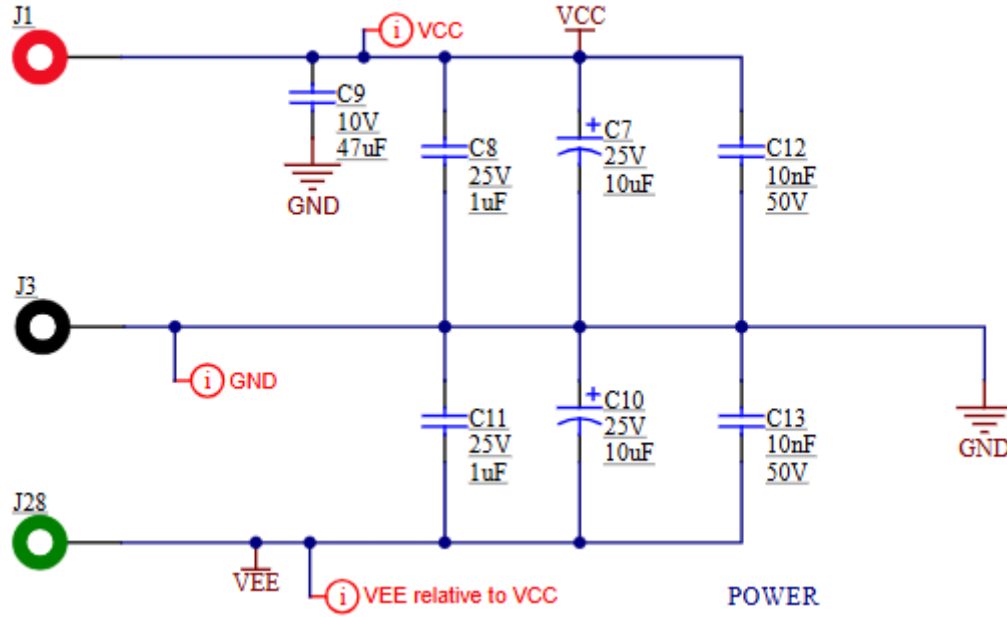 J1
i VCC
VCC
C9
10V
47uF
GND
C8
25V
1uF
+ C7
25V
10uF
C12
10nF
50V
J3
i GND
C11
25V
1uF
+ C10
25V
10uF
C13
10nF
50V
GND
J28
VEE
i VEE relative to VCC
POWER